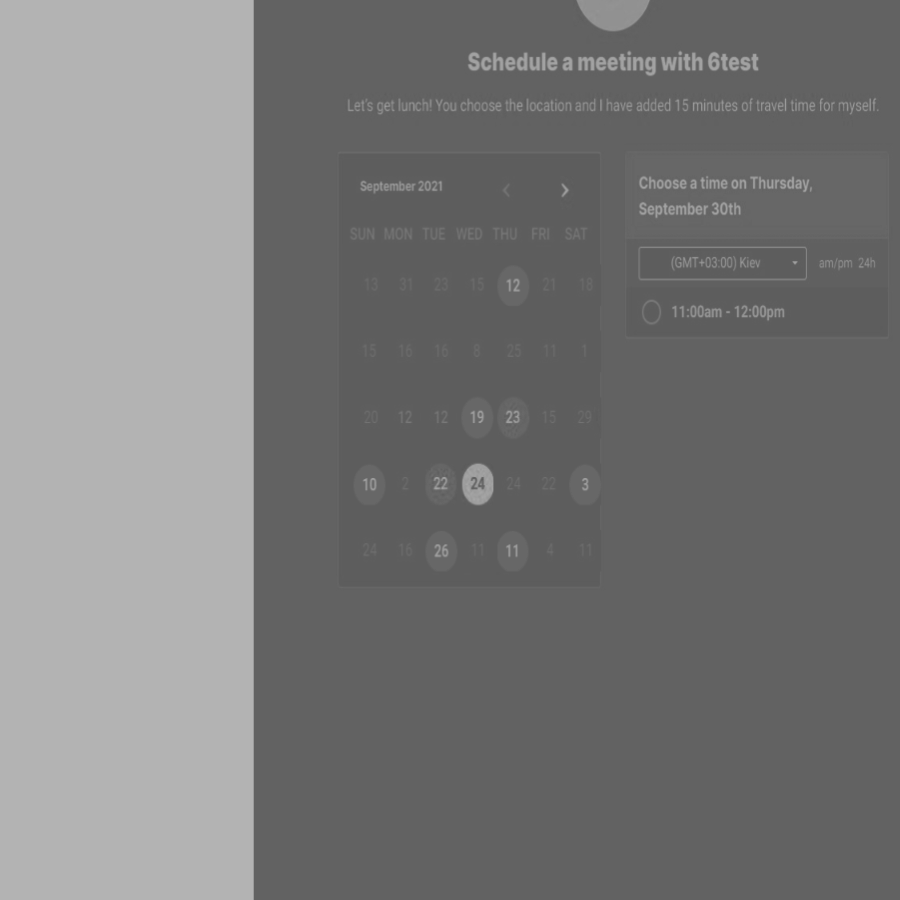 Schedule a meeting with 6test
Let's get lunch! You choose the location and I have added 15 minutes of travel time for myself.
September 2021
SUN MON TUE WED THU FRI SAT
13 31 23 15 12 21 18
15 16 16 8 25 11 1
20 12 12 19 23 15 29
10 2 22 24 24 22 3
24 16 26 11 11 4 11
Choose a time on Thursday,
September 30th
(GMT+03:00) Kiev am/pm 24h
11:00am - 12:00pm